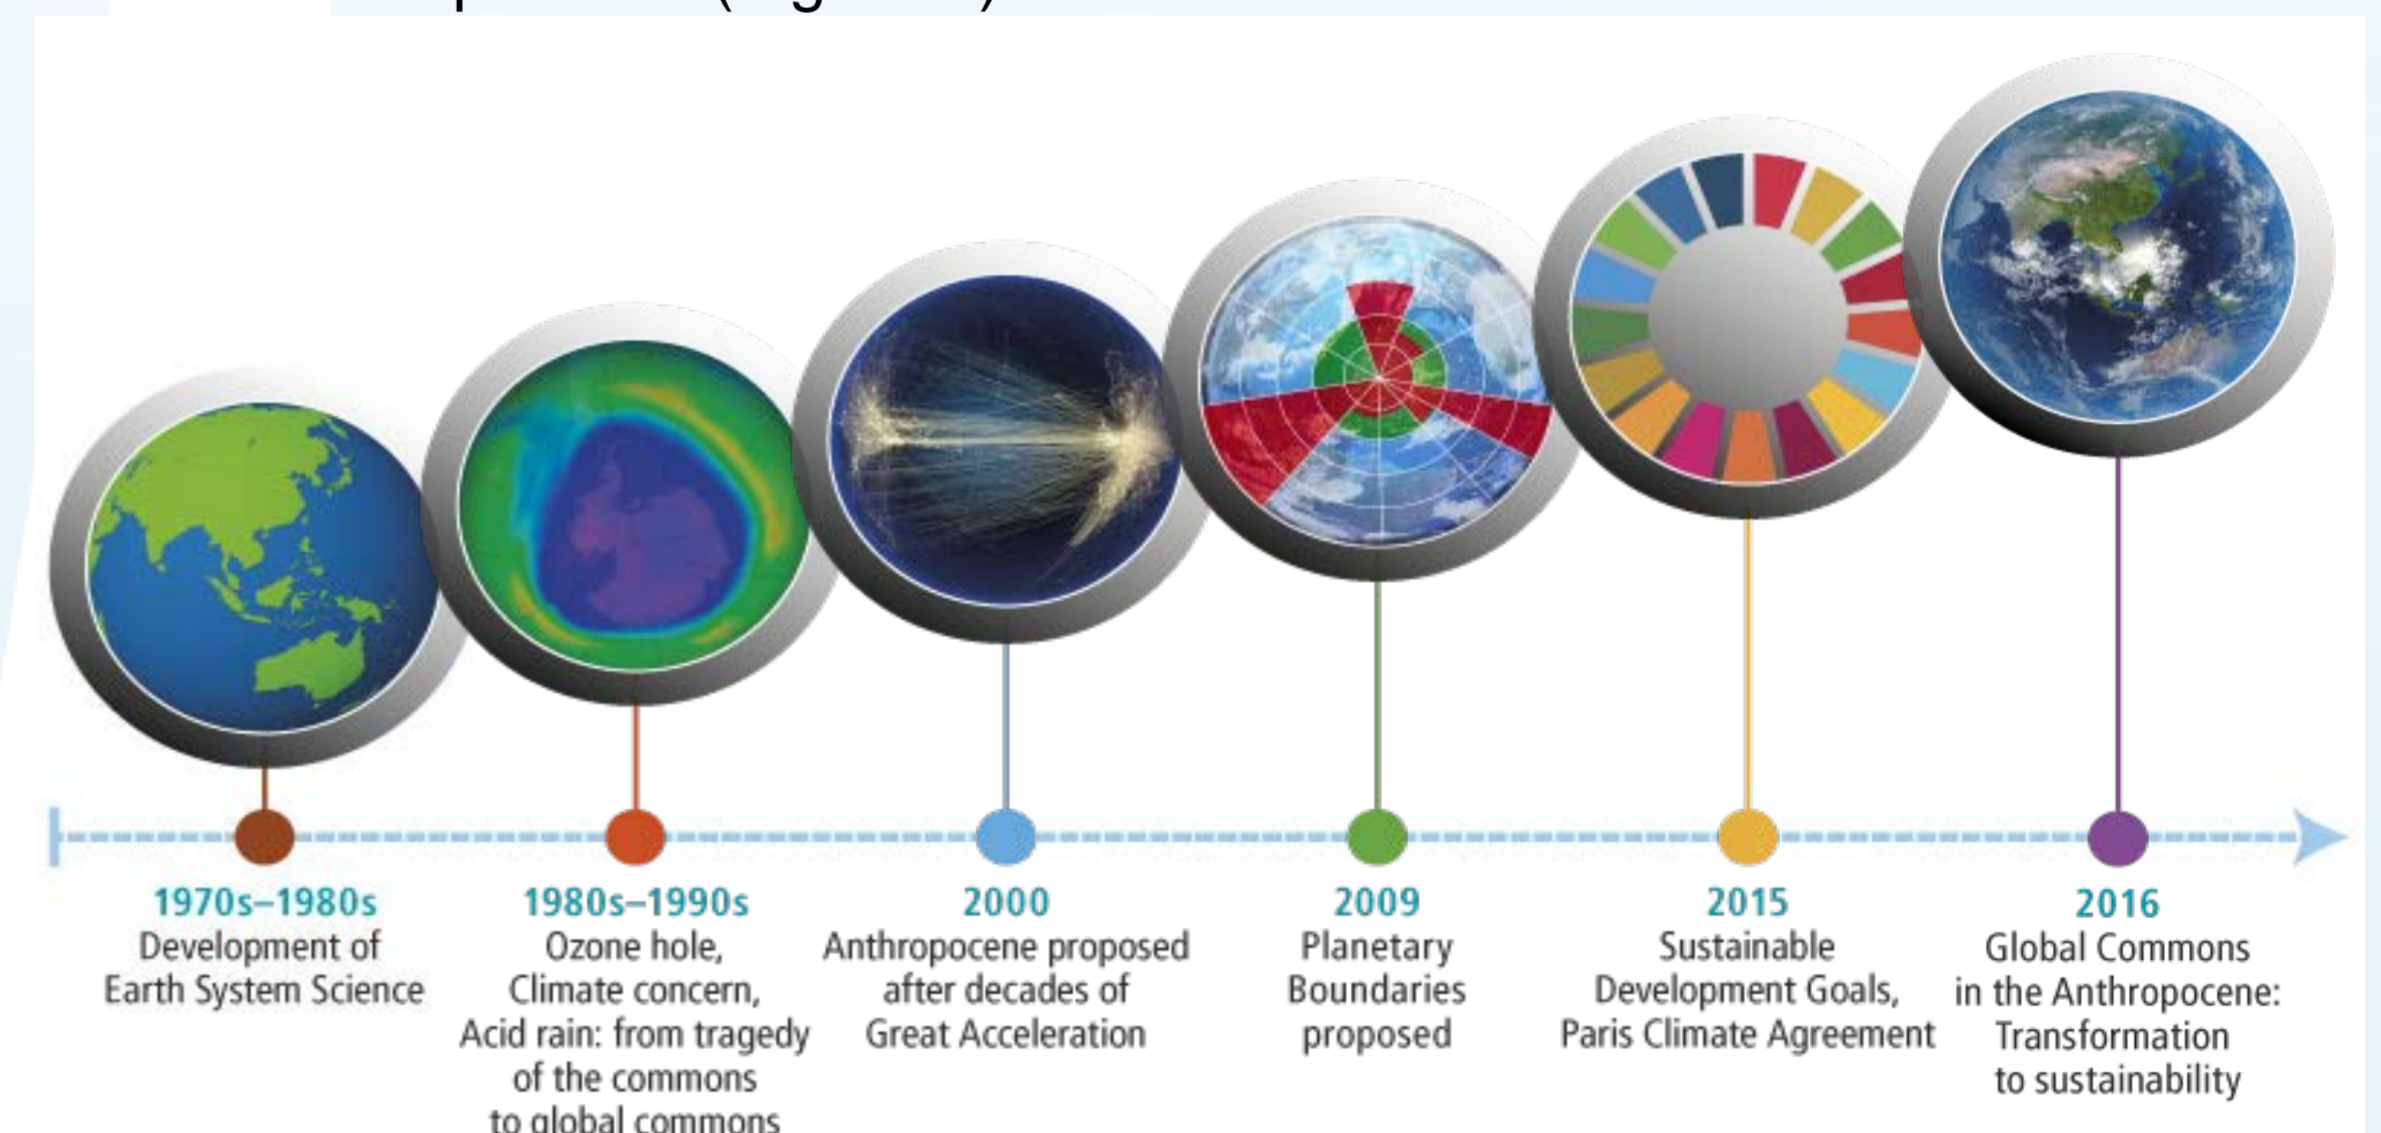 1970s–1980s
Development of
Earth System Science
1980s–1990s
Ozone hole,
Climate concern,
Acid rain: from tragedy
of the commons
to global commons
2000
Anthropocene proposed
after decades of
Great Acceleration
2009
Planetary
Boundaries
proposed
2015
Sustainable
Development Goals,
Paris Climate Agreement
2016
Global Commons
in the Anthropocene:
Transformation
to sustainability